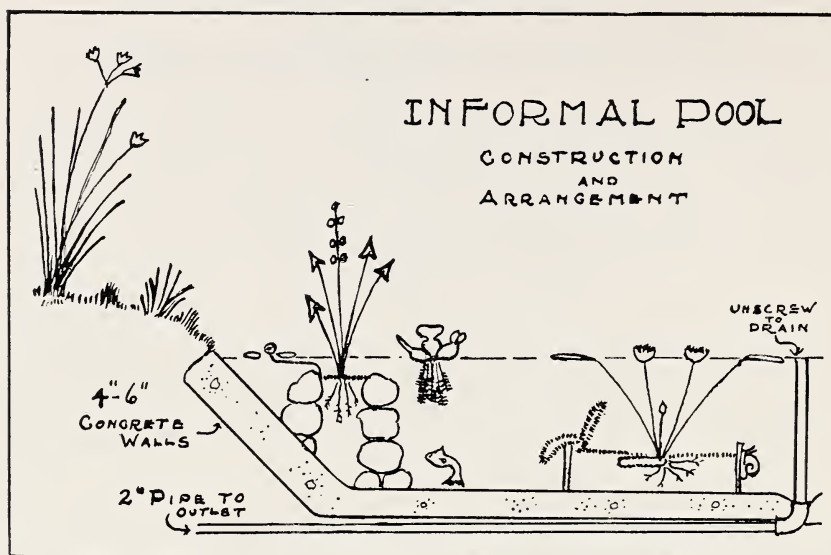 INFORMAL POOL
CONSTRUCTION
AND
ARRANGEMENT
UNSCREW
TO
DRAIN
4"-6"
CONCRETE
WALLS
2" PIPE TO
OUTLET